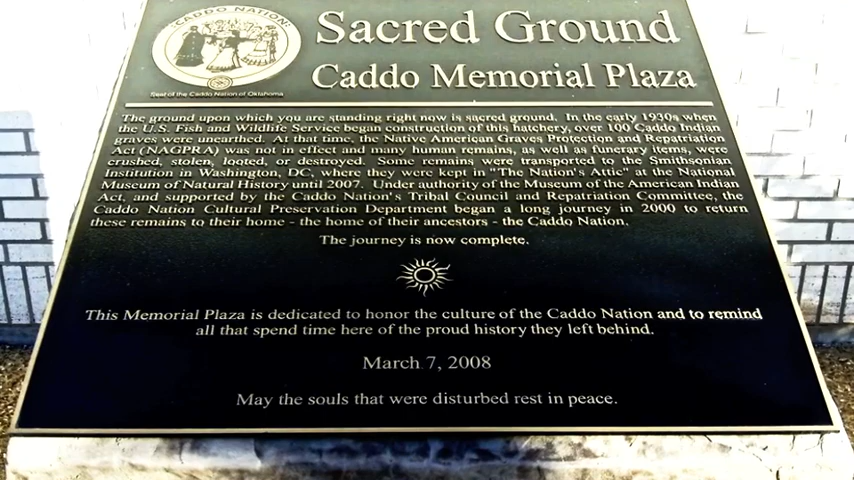 CADDO NATION
Seal of the Caddo Nation of Oklahoma
Sacred Ground
Caddo Memorial Plaza
The ground upon which you are standing right now is sacred ground. In the early 1930s when
the U.S. Fish and Wildlife Service began construction of this hatchery, over 100 Caddo Indian
graves were unearthed. At that time, the Native American Graves Protection and Repatriation
Act (NAGPRA) was not in effect and many human remains, as well as funerary items, were
crushed, stolen, looted, or destroyed. Some remains were transported to the Smithsonian
Institution in Washington, DC, where they were kept in "The Nation's Attic" at the National
Museum of Natural History until 2007. Under authority of the Museum of the American Indian
Act, and supported by the Caddo Nation's Tribal Council and Repatriation Committee, the
Caddo Nation Cultural Preservation Department began a long journey in 2000 to return
these remains to their home - the home of their ancestors - the Caddo Nation.
The journey is now complete.
This Memorial Plaza is dedicated to honor the culture of the Caddo Nation and to remind
all that spend time here of the proud history they left behind.
March 7, 2008
May the souls that were disturbed rest in peace.